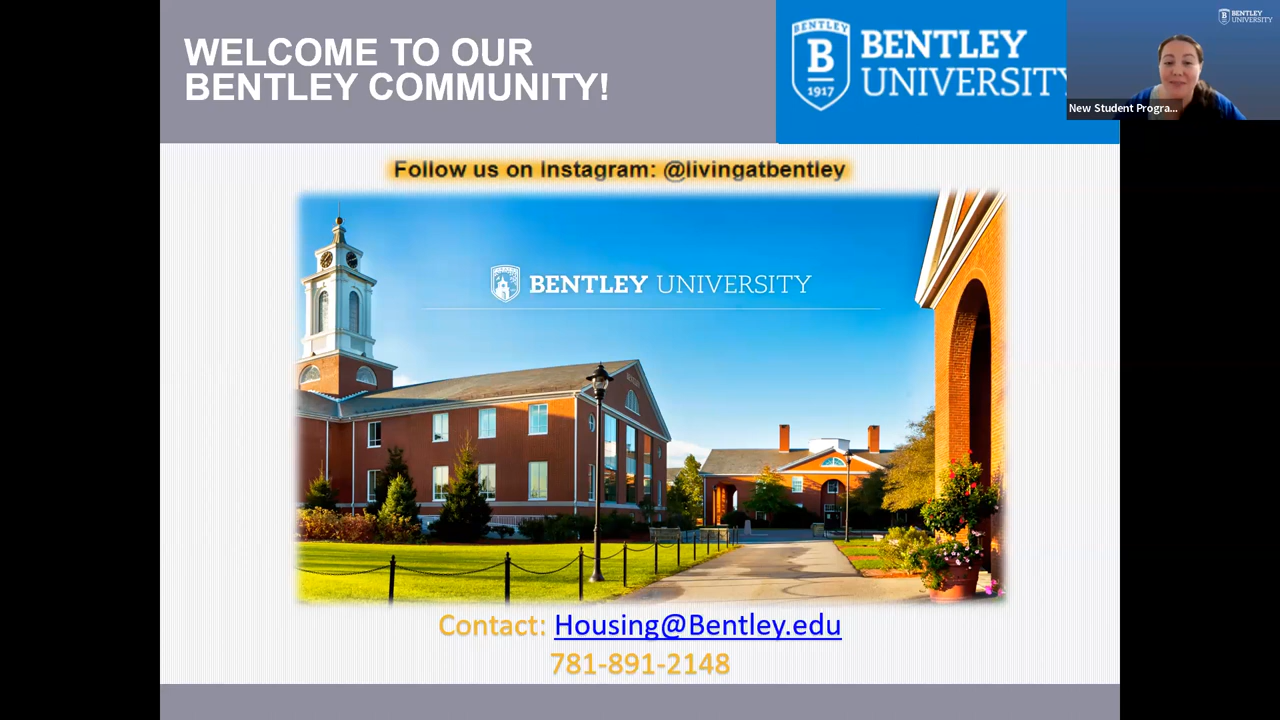 WELCOME TO OUR
BENTLEY COMMUNITY!
BENTLEY
B
1917
BENTLEY
UNIVERSITY
BENTLEY
UNIVERSITY
New Student Progra...
Follow us on Instagram: @livingatbentley
BENTLEY UNIVERSITY
Contact: Housing@Bentley.edu
781-891-2148